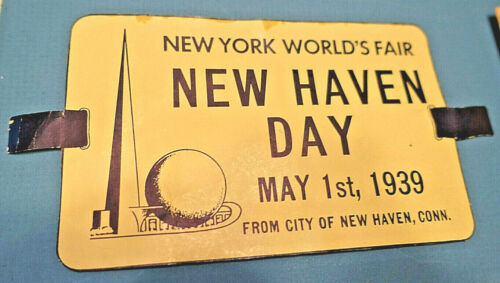 NEW YORK WORLD'S FAIR
NEW HAVEN
DAY
MAY 1st, 1939
FROM CITY OF NEW HAVEN, CONN.